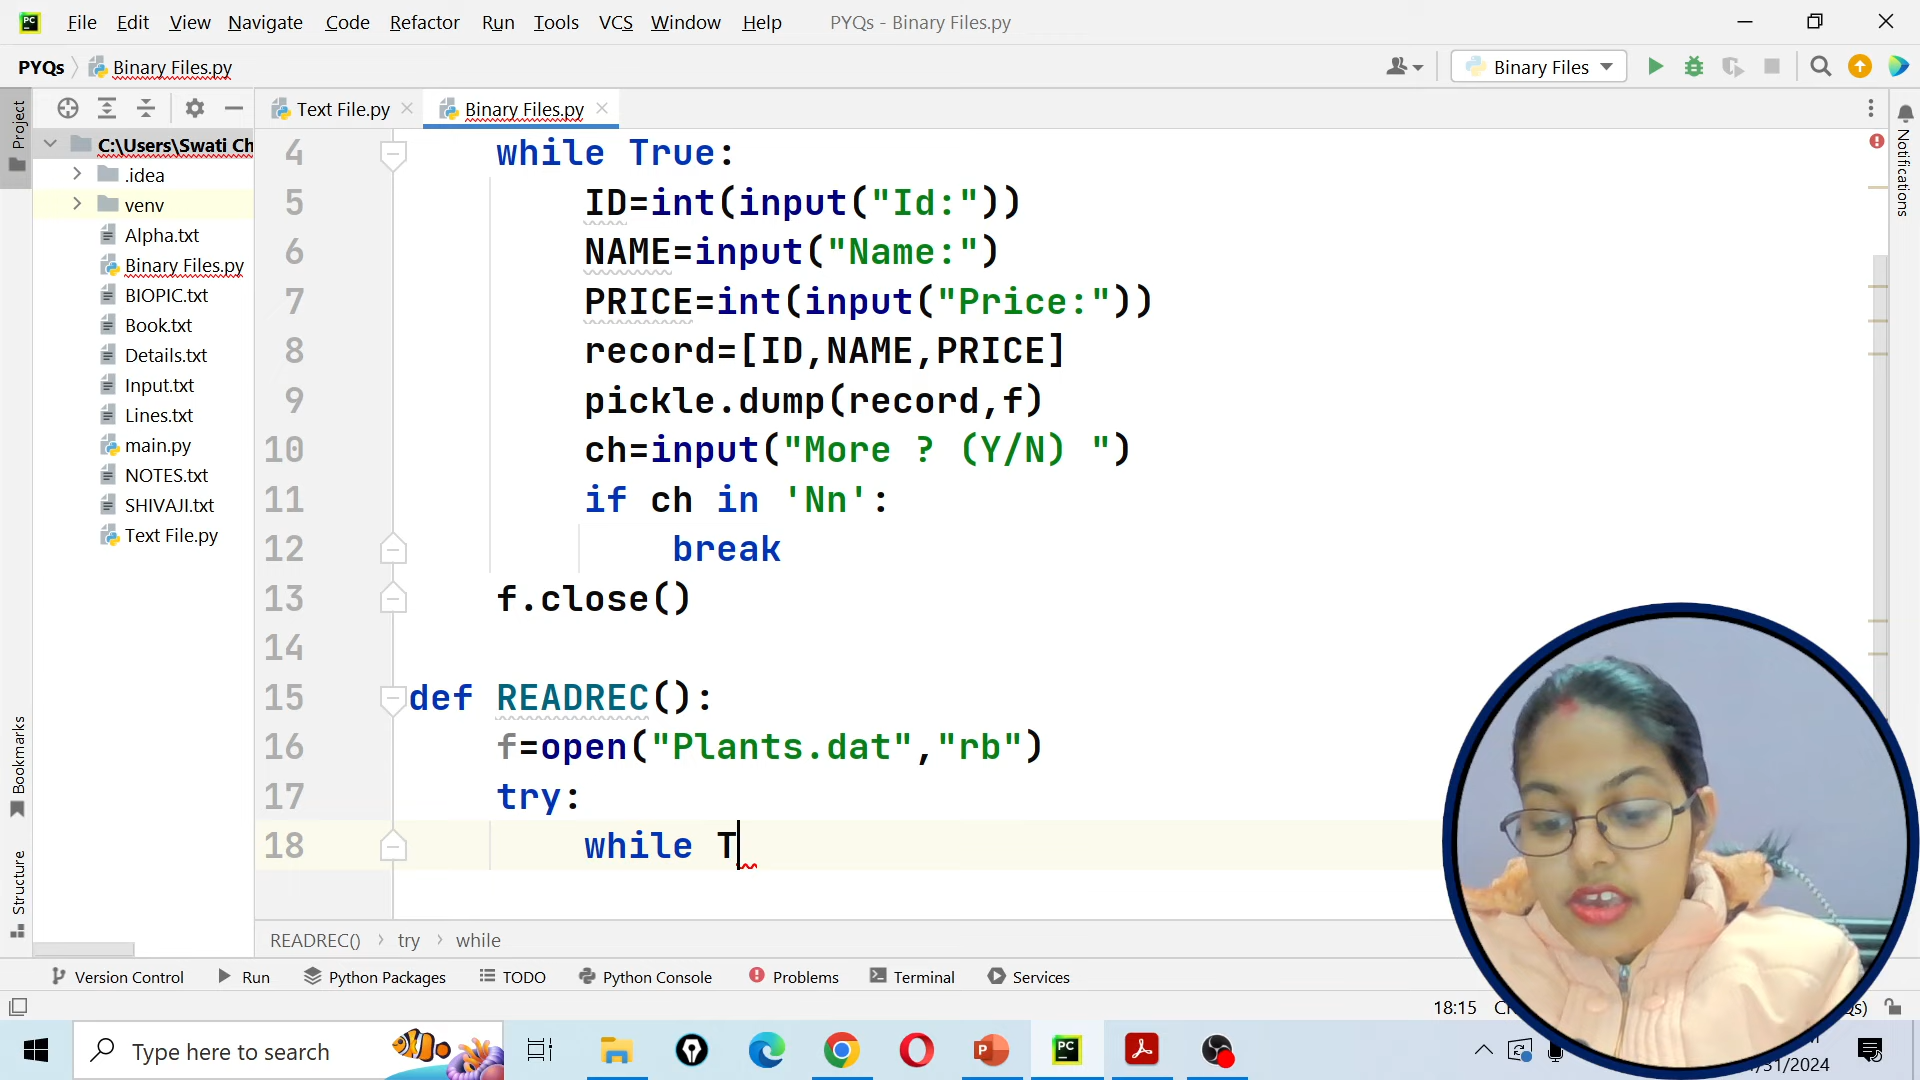 File Edit View Navigate Code Refactor Run Tools VCS Window Help PYQs - Binary Files.py
PYQs Binary Files.py Binary Files
Project
Text File.py Binary Files.py
C:\Users\Swati Ch
.idea
venv
Alpha.txt
Binary Files.py
BIOPIC.txt
Book.txt
Details.txt
Input.txt
Lines.txt
main.py
NOTES.txt
SHIVAJI.txt
Text File.py
4 while True:
5 ID=int(input("Id:"))
6 NAME=input("Name:")
7 PRICE=int(input("Price:"))
8 record=[ID,NAME,PRICE]
9 pickle.dump(record,f)
10 ch=input("More ? (Y/N) ")
11 if ch in 'Nn':
12 break
13 f.close()
14
15 def READREC():
16 f=open("Plants.dat","rb")
17 try:
18 while T
Notifications
Bookmarks
Structure
READREC() try while
Version Control Run Python Packages TODO Python Console Problems Terminal Services
18:15
Type here to search